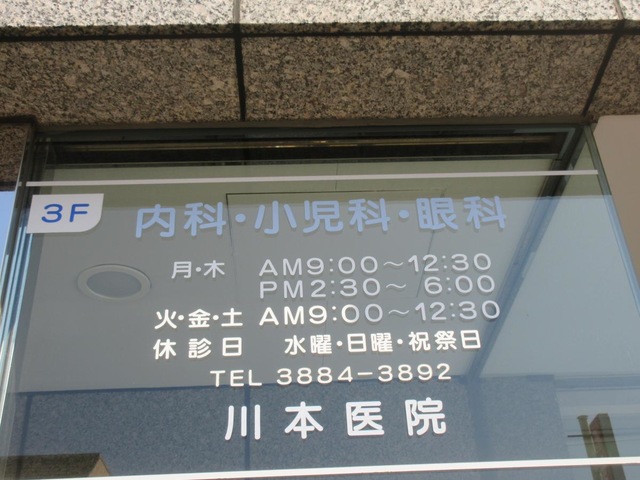 3F
内科・小児科・眼科
月・木 AM9:00～12:30
PM2:30～ 6:00
火・金・土 AM9:00～12:30
休診日 水曜・日曜・祝祭日
TEL 3884-3892
川本医院